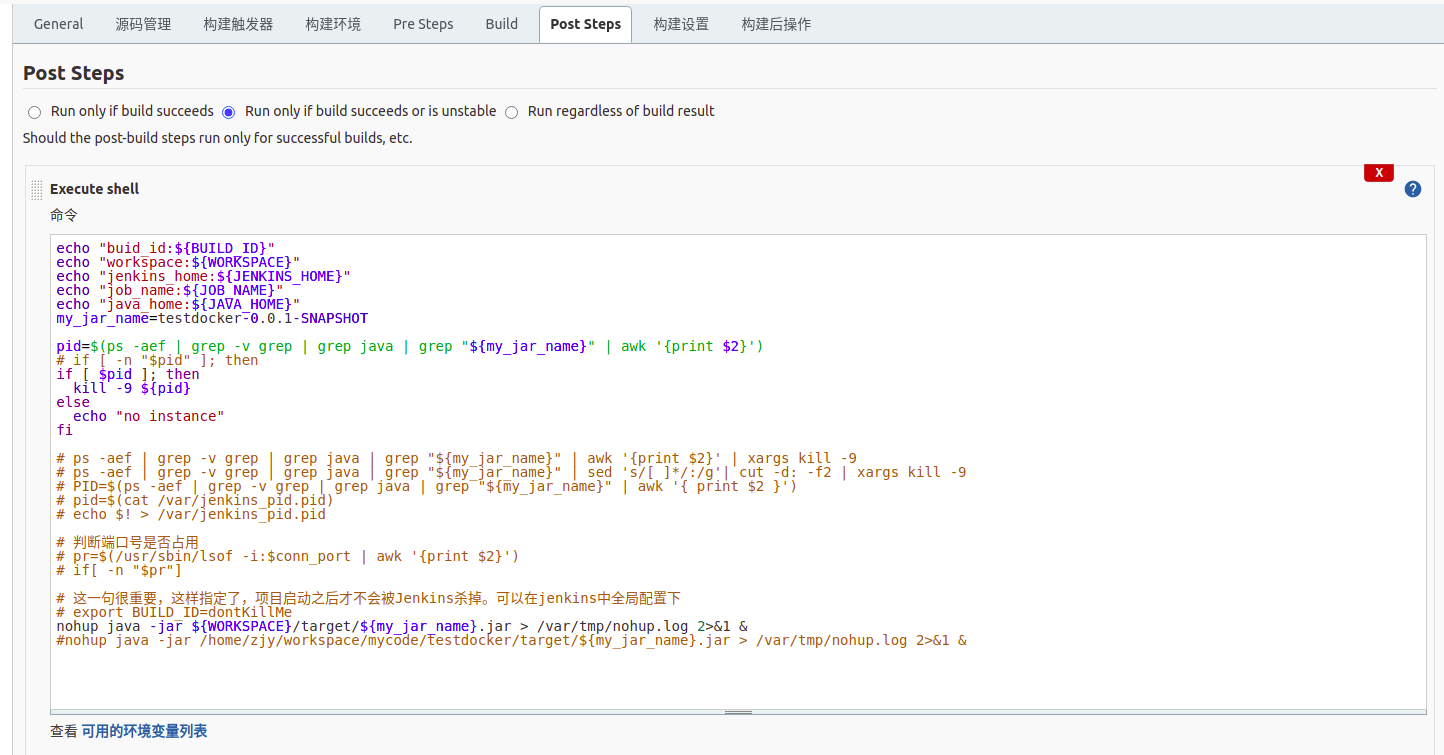 General 源码管理 构建触发器 构建环境 Pre Steps Build Post Steps 构建设置 构建后操作
Post Steps
Run only if build succeeds Run only if build succeeds or is unstable Run regardless of build result
Should the post-build steps run only for successful builds, etc.
X
Execute shell
?
命令
echo "buid_id:${BUILD_ID}"
echo "workspace:${WORKSPACE}"
echo "jenkins_home:${JENKINS_HOME}"
echo "job_name:${JOB_NAME}"
echo "java_home:${JAVA_HOME}"
my_jar_name=testdocker-0.0.1-SNAPSHOT
pid=$(ps -aef | grep -v grep | grep java | grep "${my_jar_name}" | awk '{print $2}')
# if [ -n "$pid" ]; then
if [ $pid ]; then
  kill -9 ${pid}
else
  echo "no instance"
fi
# ps -aef | grep -v grep | grep java | grep "${my_jar_name}" | awk '{print $2}' | xargs kill -9
# ps -aef | grep -v grep | grep java | grep "${my_jar_name}" | sed 's/[ ]*/:/g'| cut -d: -f2 | xargs kill -9
# PID=$(ps -aef | grep -v grep | grep java | grep "${my_jar_name}" | awk '{ print $2 }')
# pid=$(cat /var/jenkins_pid.pid)
# echo $! > /var/jenkins_pid.pid
# 判断端口号是否占用
# pr=$(/usr/sbin/lsof -i:$conn_port | awk '{print $2}')
# if[ -n "$pr"]
# 这一句很重要，这样指定了，项目启动之后才不会被Jenkins杀掉。可以在jenkins中全局配置下
# export BUILD_ID=dontKillMe
nohup java -jar ${WORKSPACE}/target/${my_jar_name}.jar > /var/tmp/nohup.log 2>&1 &
#nohup java -jar /home/zjy/workspace/mycode/testdocker/target/${my_jar_name}.jar > /var/tmp/nohup.log 2>&1 &
查看 可用的环境变量列表